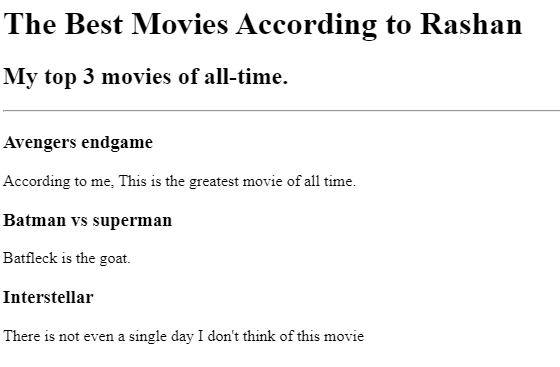 The Best Movies According to Rashan
My top 3 movies of all-time.
Avengers endgame
According to me, This is the greatest movie of all time.
Batman vs superman
Batfleck is the goat.
Interstellar
There is not even a single day I don't think of this movie